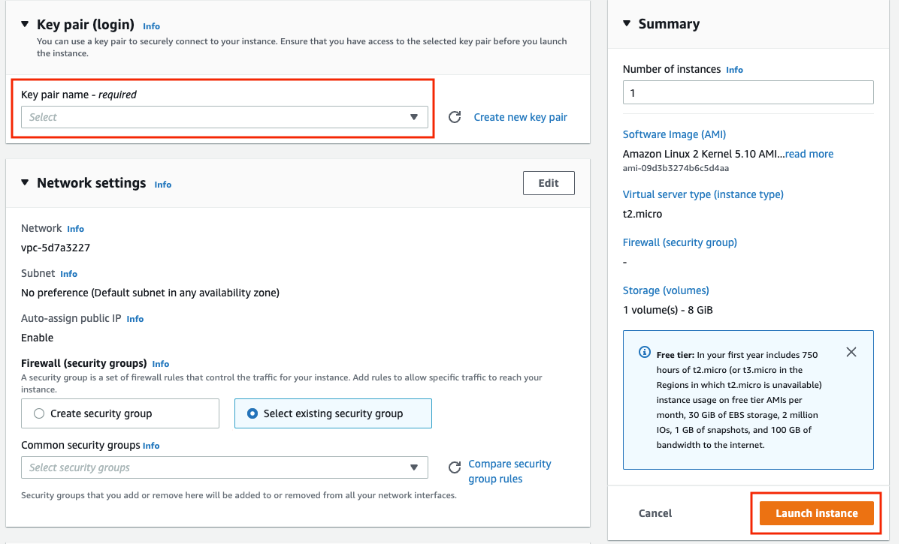 Key pair (login) Info
You can use a key pair to securely connect to your instance. Ensure that you have access to the selected key pair before you launch
the instance.
Key pair name - required
Select
Create new key pair
Network settings Info
Edit
Network Info
vpc-5d7a3227
Subnet Info
No preference (Default subnet in any availability zone)
Auto-assign public IP Info
Enable
Firewall (security groups) Info
A security group is a set of firewall rules that control the traffic for your instance. Add rules to allow specific traffic to reach your
instance.
Create security group
Select existing security group
Common security groups Info
Select security groups
Compare security
group rules
Security groups that you add or remove here will be added to or removed from all your network interfaces.
Summary
Number of instances Info
1
Software Image (AMI)
Amazon Linux 2 Kernel 5.10 AMI...read more
ami-09d3b3274b6c5d4aa
Virtual server type (instance type)
t2.micro
Firewall (security group)
-
Storage (volumes)
1 volume(s) - 8 GiB
Free tier: In your first year includes 750
hours of t2.micro (or t3.micro in the
Regions in which t2.micro is unavailable)
instance usage on free tier AMIs per
month, 30 GiB of EBS storage, 2 million
IOs, 1 GB of snapshots, and 100 GB of
bandwidth to the internet.
Cancel
Launch instance